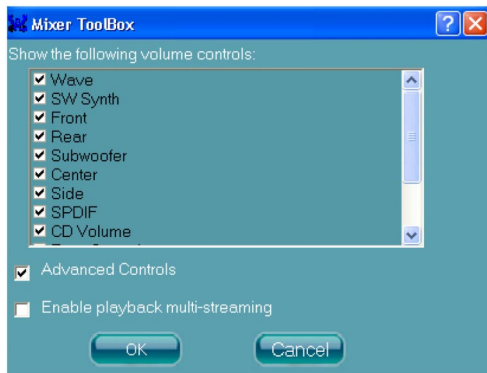 Mixer ToolBox
Show the following volume controls:
Wave
SW Synth
Front
Rear
Subwoofer
Center
Side
SPDIF
CD Volume
Advanced Controls
Enable playback multi-streaming
OK
Cancel